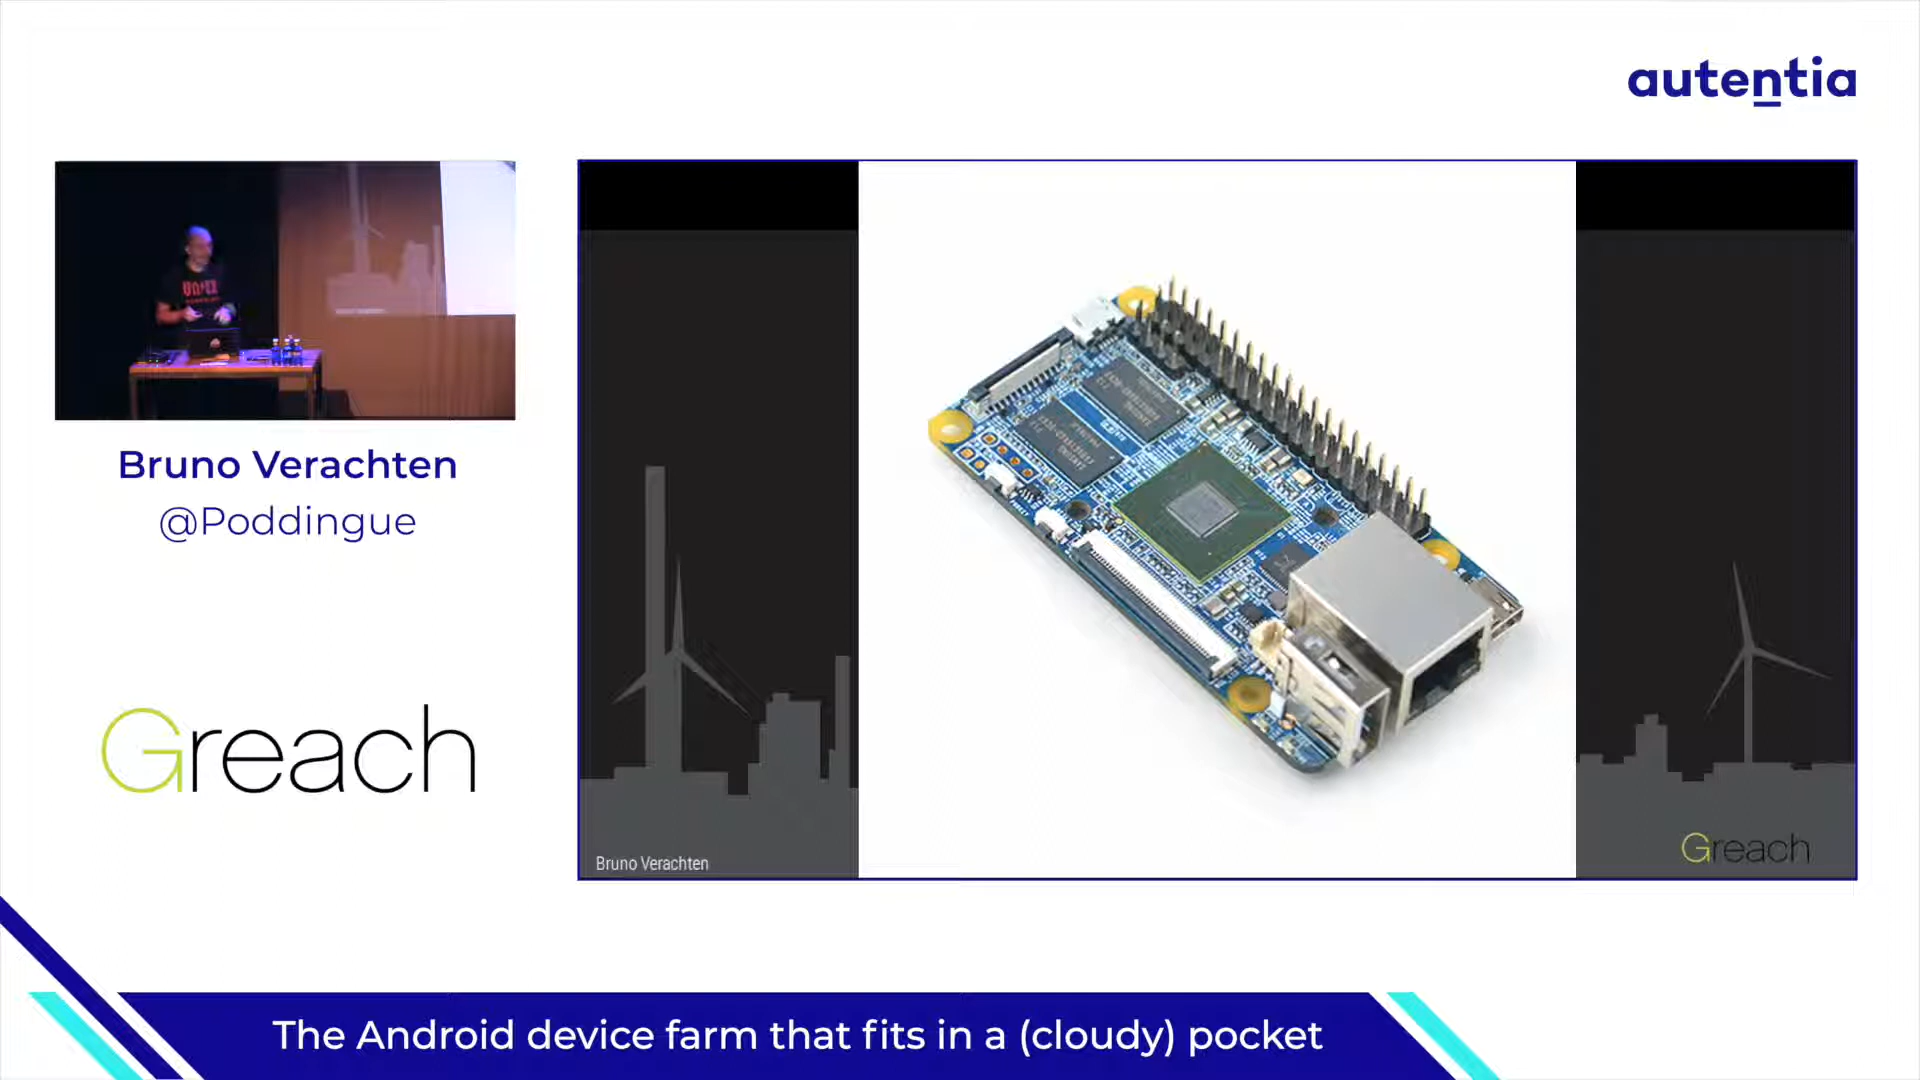 autentia
Bruno Verachten
@Poddingue
Greach
Bruno Verachten
Greach
The Android device farm that fits in a (cloudy) pocket